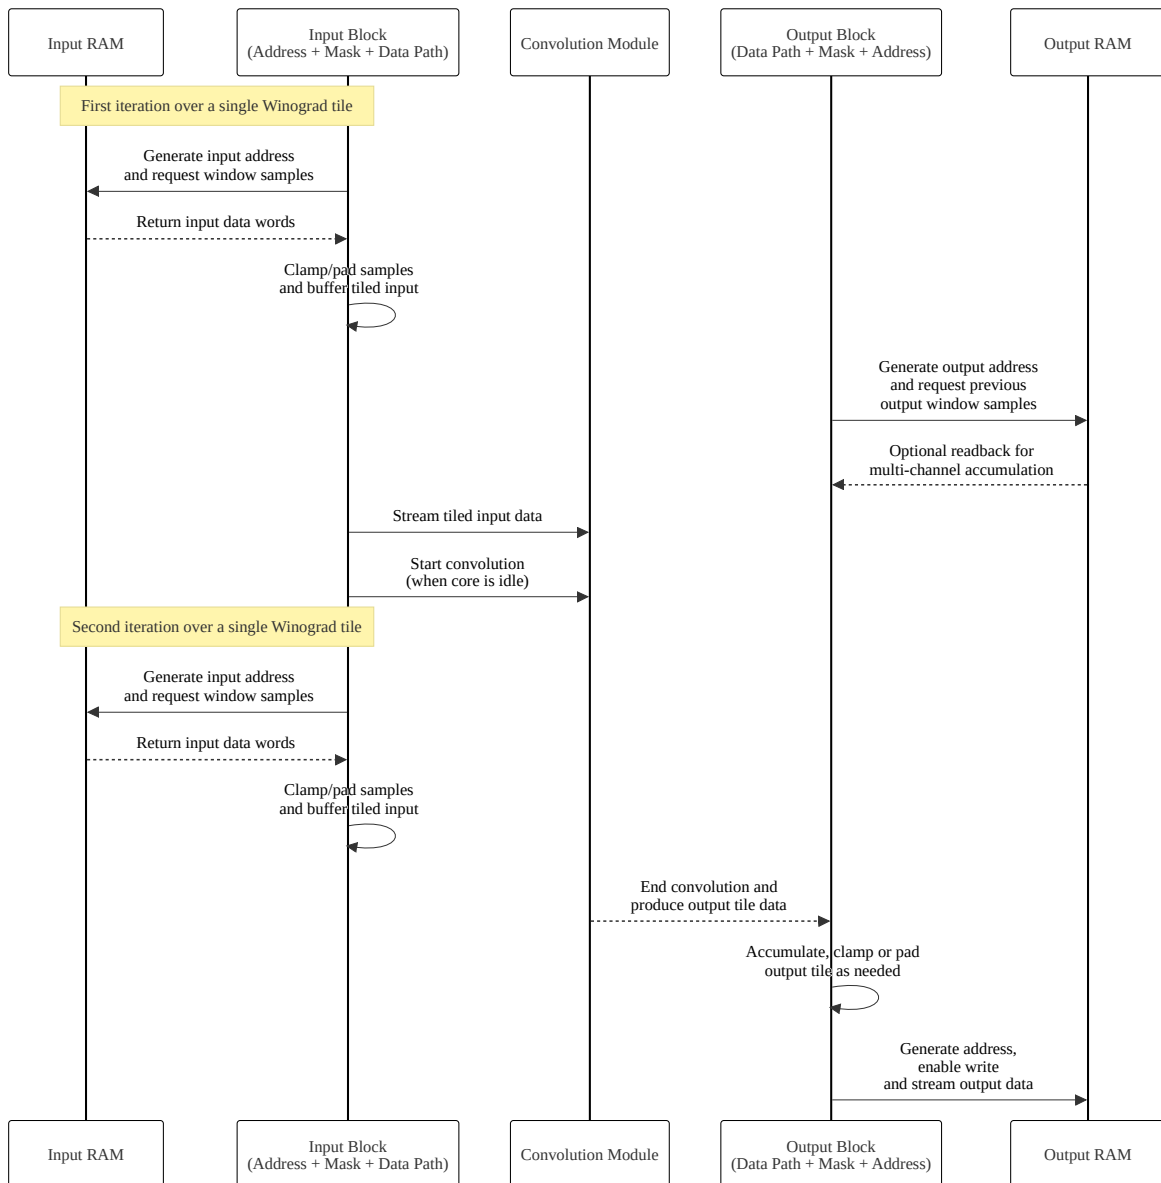 Input RAM
Input Block
(Address + Mask + Data Path)
Convolution Module
Output Block
(Data Path + Mask + Address)
Output RAM
First iteration over a single Winograd tile
Generate input address
and request window samples
Return input data words
Clamp/pad samples
and buffer tiled input
Generate output address
and request previous
output window samples
Optional readback for
multi-channel accumulation
Stream tiled input data
Start convolution
(when core is idle)
Second iteration over a single Winograd tile
Generate input address
and request window samples
Return input data words
Clamp/pad samples
and buffer tiled input
End convolution and
produce output tile data
Accumulate, clamp or pad
output tile as needed
Generate address,
enable write
and stream output data
Input RAM
Input Block
(Address + Mask + Data Path)
Convolution Module
Output Block
(Data Path + Mask + Address)
Output RAM